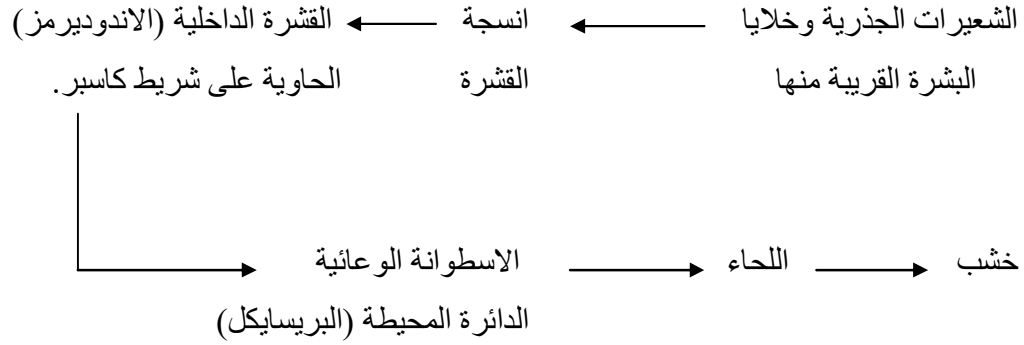 الشعيرات الجذرية وخلايا انسجة القشرة الداخلية (الاندوديرمز)
البشرة القريبة منها القشرة الحاوية على شريط كاسبر.
الاسطوانة الوعائية اللحاء خشب
الدائرة المحيطة (البريسايكل)